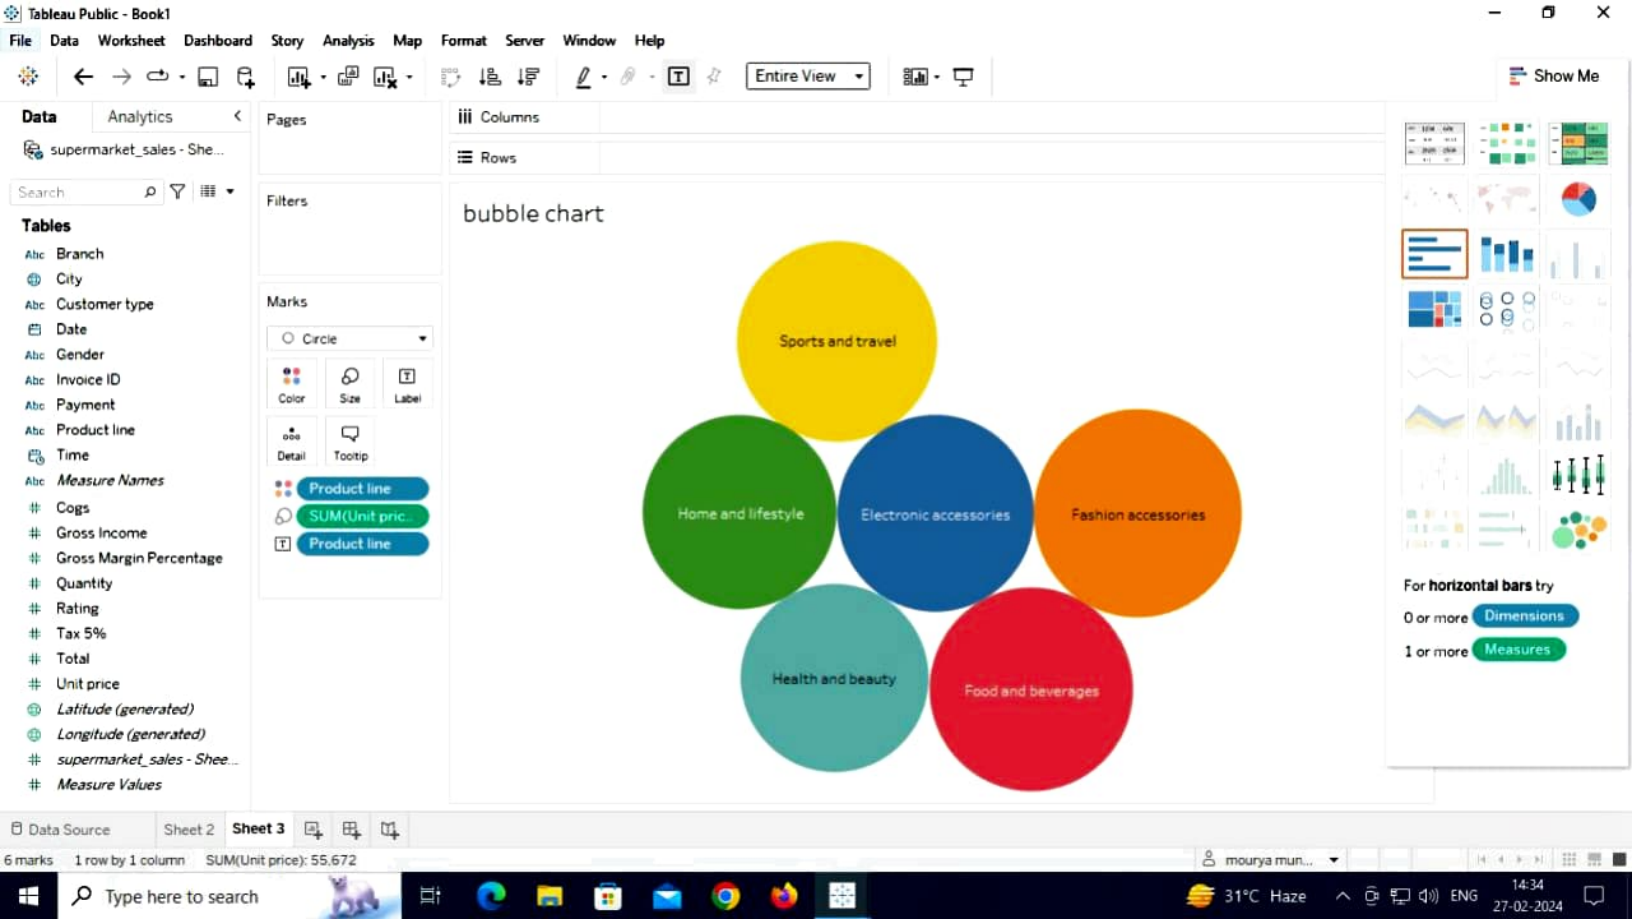 Tableau Public - Book1
File Data Worksheet Dashboard Story Analysis Map Format Server Window Help
Entire View
Show Me
Data Analytics
supermarket_sales - She...
Search
Tables
Abc Branch
City
Abc Customer type
Date
Abc Gender
Abc Invoice ID
Abc Payment
Abc Product line
Time
Abc Measure Names
# Cogs
# Gross Income
# Gross Margin Percentage
# Quantity
# Rating
# Tax 5%
# Total
# Unit price
Latitude (generated)
Longitude (generated)
# supermarket_sales - Shee...
# Measure Values
Pages
Filters
Marks
Circle
Color Size Label
Detail Tooltip
Product line
SUM(Unit pric..
Product line
Columns
Rows
bubble chart
Sports and travel
Home and lifestyle
Electronic accessories
Fashion accessories
Health and beauty
Food and beverages
For horizontal bars try
0 or more Dimensions
1 or more Measures
Data Source Sheet 2 Sheet 3
6 marks 1 row by 1 column SUM(Unit price): 55,672
mourya mun...
Type here to search
31°C Haze
ENG
14:34
27-02-2024